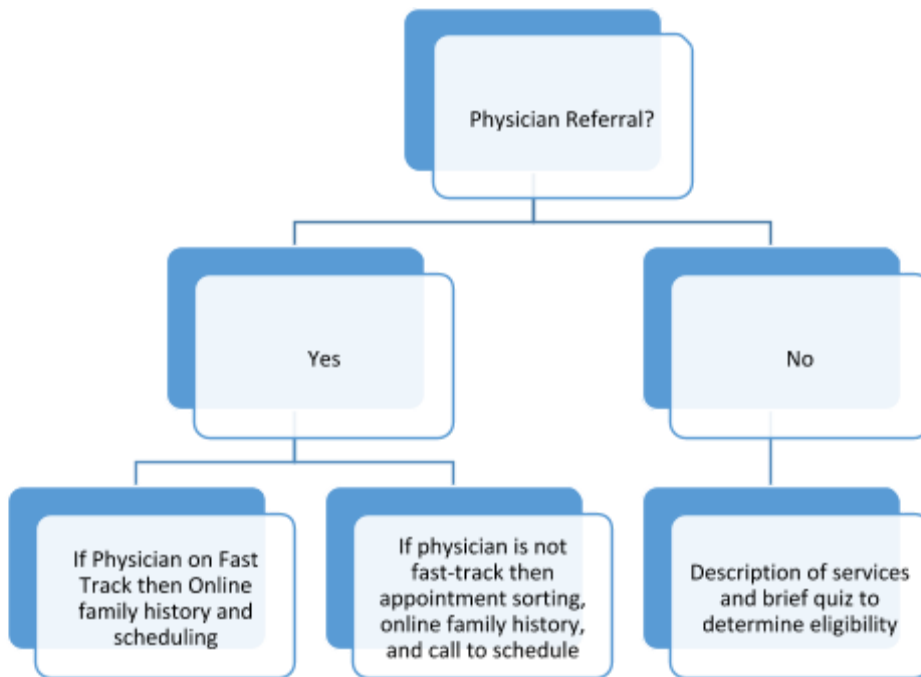 Physician Referral?
Yes
No
If Physician on Fast
Track then Online
family history and
scheduling
If physician is not
fast-track then
appointment sorting,
online family history,
and call to schedule
Description of services
and brief quiz to
determine eligibility